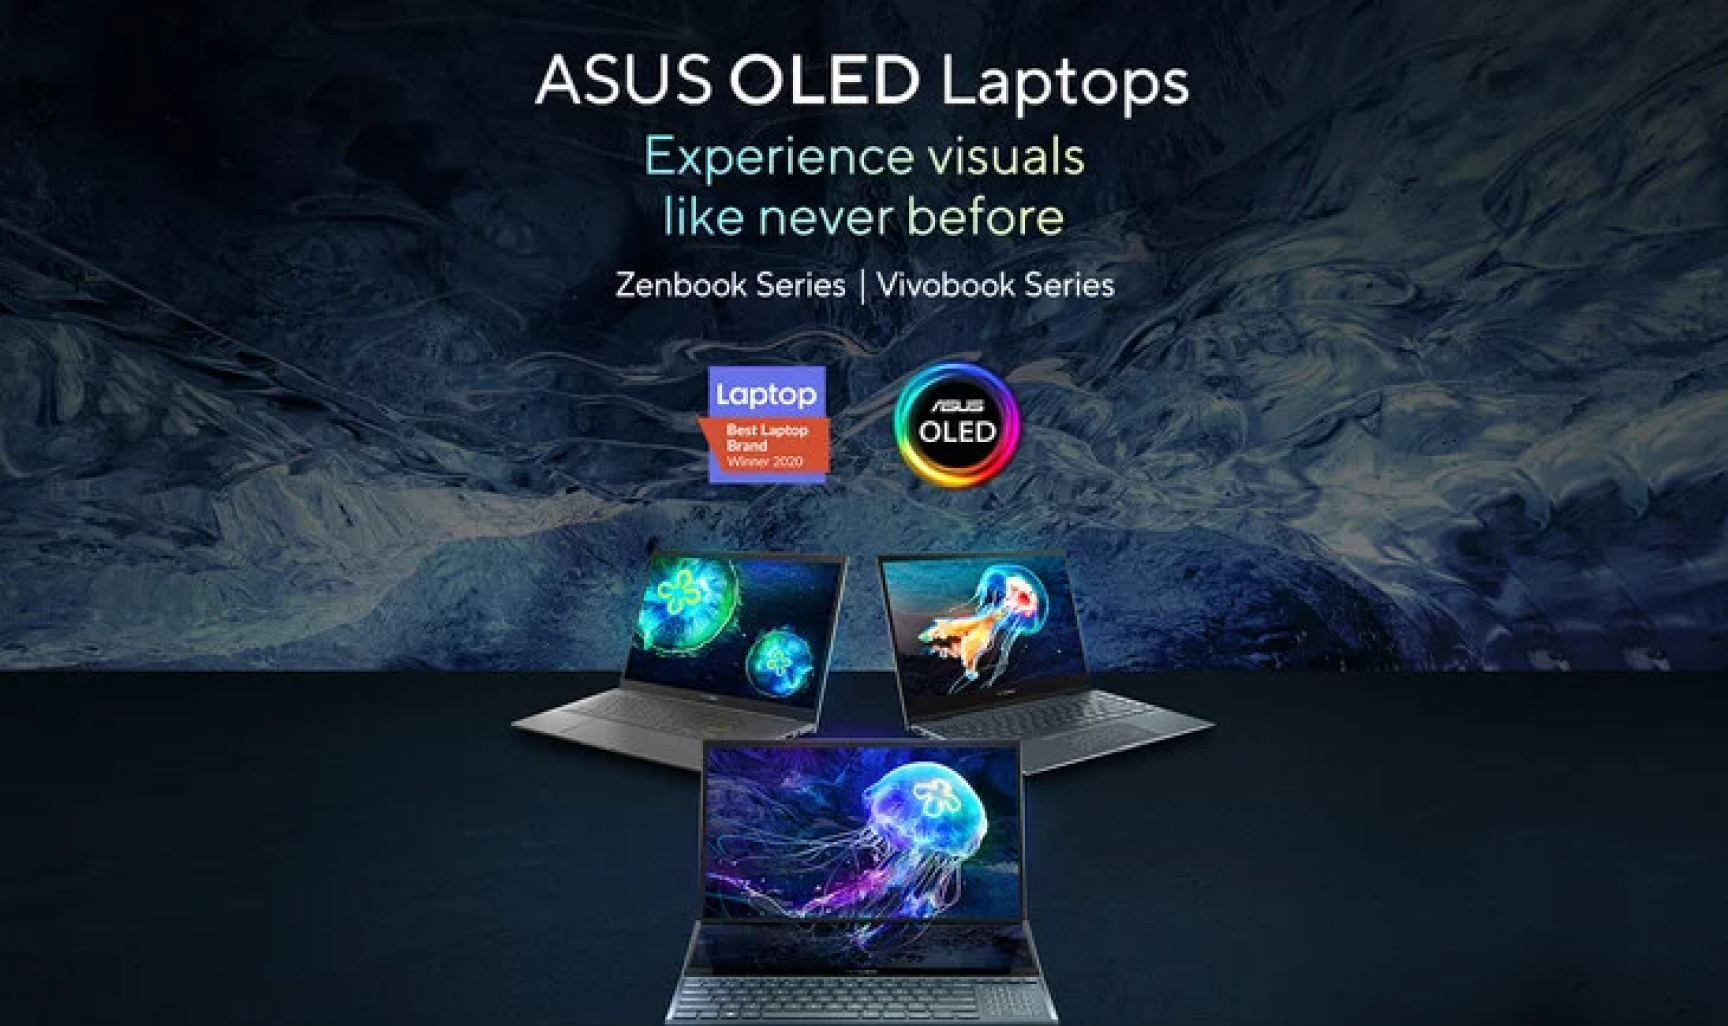 ASUS OLED Laptops
Experience visuals
like never before
Zenbook Series | Vivobook Series
Laptop
Best Laptop
Brand
Winner 2020
ASUS
OLED